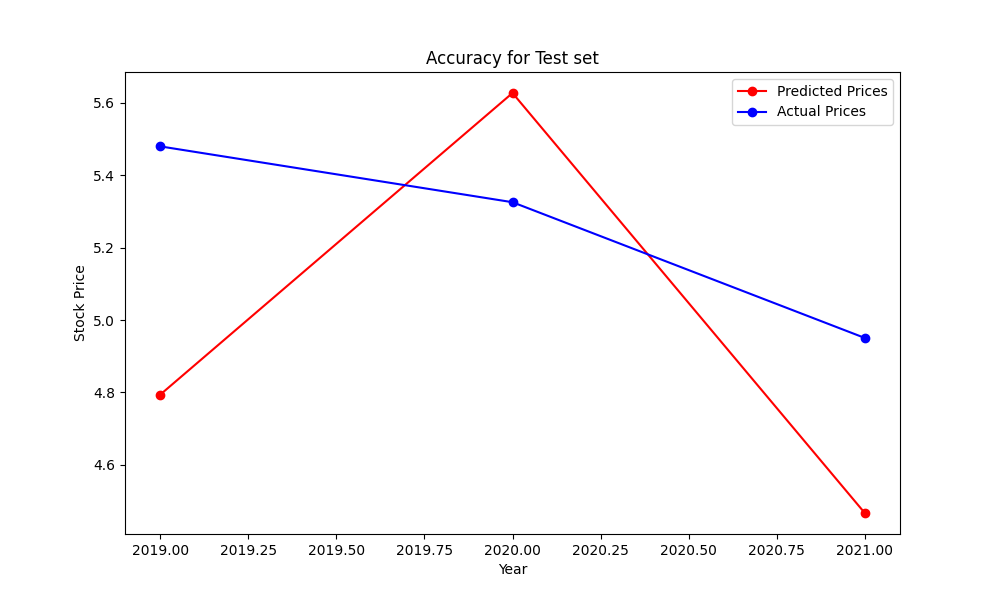 Accuracy for Test set
Predicted Prices
Actual Prices
5.6
5.4
5.2
5.0
4.8
4.6
Stock Price
2019.00 2019.25 2019.50 2019.75 2020.00 2020.25 2020.50 2020.75 2021.00
Year